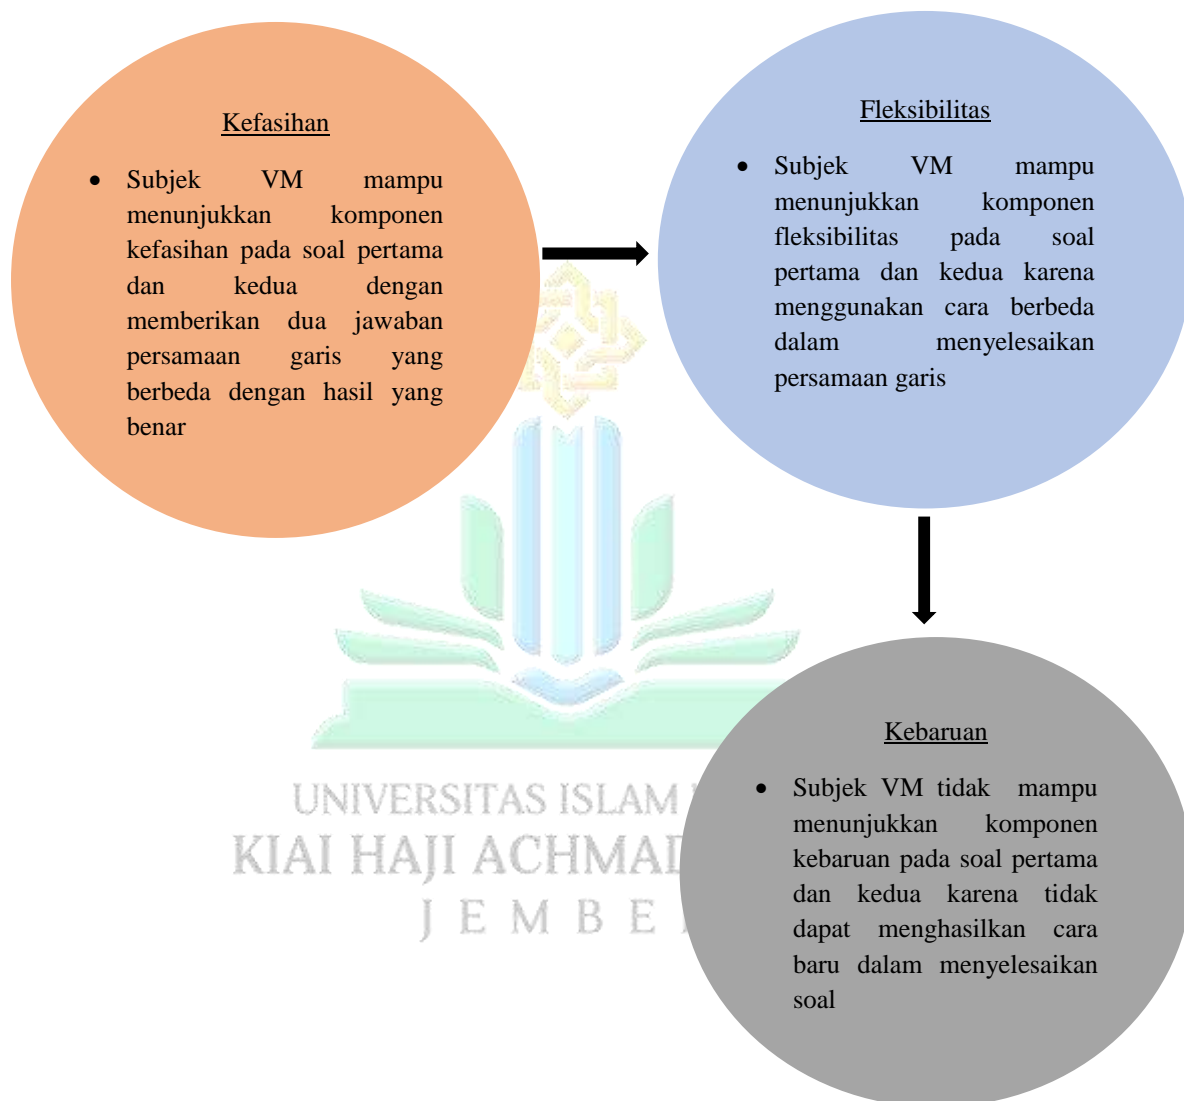 Kefasihan
• Subjek VM mampu
menunjukkan komponen
kefasihan pada soal pertama
dan kedua dengan
memberikan dua jawaban
persamaan garis yang
berbeda dengan hasil yang
benar
Fleksibilitas
• Subjek VM mampu
menunjukkan komponen
fleksibilitas pada soal
pertama dan kedua karena
menggunakan cara berbeda
dalam menyelesaikan
persamaan garis
Kebaruan
• Subjek VM tidak mampu
menunjukkan komponen
kebaruan pada soal pertama
dan kedua karena tidak
dapat menghasilkan cara
baru dalam menyelesaikan
soal
UNIVERSITAS ISLAM
KIAI HAJI ACHMAD
JEMBE